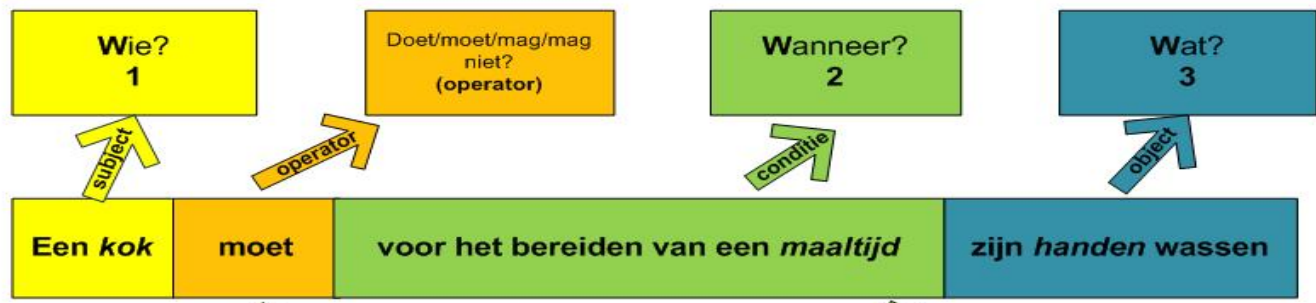 Wie?
1
Doet/moet/mag/mag
niet?
(operator)
Wanneer?
2
Wat?
3
subject
operator
conditie
object
Een kok
moet
voor het bereiden van een maaltijd
zijn handen wassen